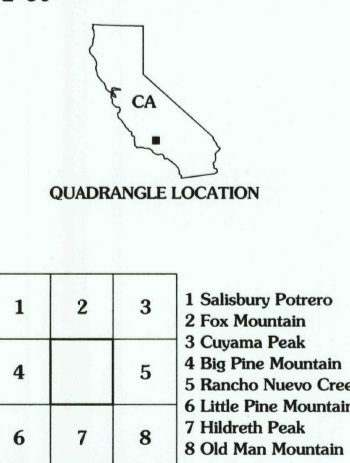 CA
QUADRANGLE LOCATION
1 2 3
4 5
6 7 8
1 Salisbury Potrero
2 Fox Mountain
3 Cuyama Peak
4 Big Pine Mountain
5 Rancho Nuevo Cree
6 Little Pine Mountain
7 Hildreth Peak
8 Old Man Mountain